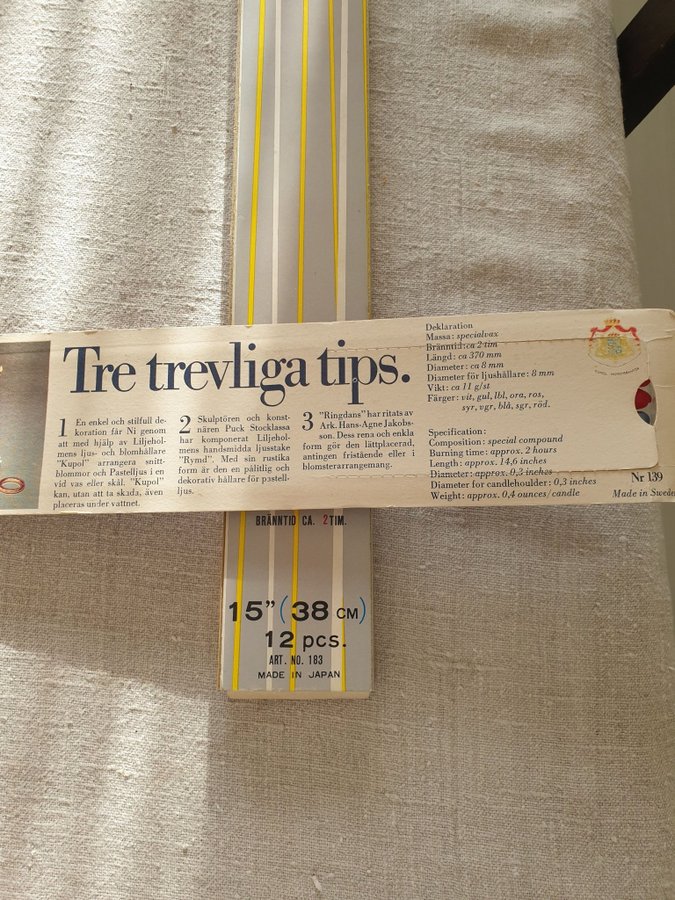 Tre trevliga tips.
1 En enkel och stilfull de-
koration får Ni genom
att med hjälp av Liljehol-
mens ljus- och blomhållare
"Kupol" arrangera snitt-
blommor och Pastelljus i en
vid vas eller skål. "Kupol"
kan, utan att ta skada, även
placeras under vattnet.
2 Skulptören och konst-
nären Puck Stocklassa
har komponerat Liljehol-
mens handsmidda ljusstake
"Rymd". Med sin rustika
form är den en pålitlig och
dekorativ hållare för pastell-
ljus.
3 "Ringdans" har ritats av
Ark. Hans-Agne Jakobs-
son. Dess rena och enkla
form gör den lättplacerad,
antingen fristående eller i
blomsterarrangemang.
Deklaration
Massa: specialvax
Bränntid: ca 2 tim
Längd: ca 370 mm
Diameter: ca 8 mm
Diameter för ljushållare: 8 mm
Vikt: ca 11 g/st
Färger: vit, gul, lbl, ora, ros,
syr, vgr, blå, sgr, röd.
Specification:
Composition: special compound
Burning time: approx. 2 hours
Length: approx. 14,6 inches
Diameter: approx. 0,3 inches
Diameter for candleholder: 0,3 inches
Weight: approx. 0,4 ounces/candle
Nr 139
Made in Swede
BRÄNNTID CA. 2 TIM.
15" (38 CM)
12 pcs.
ART. NO. 183
MADE IN JAPAN